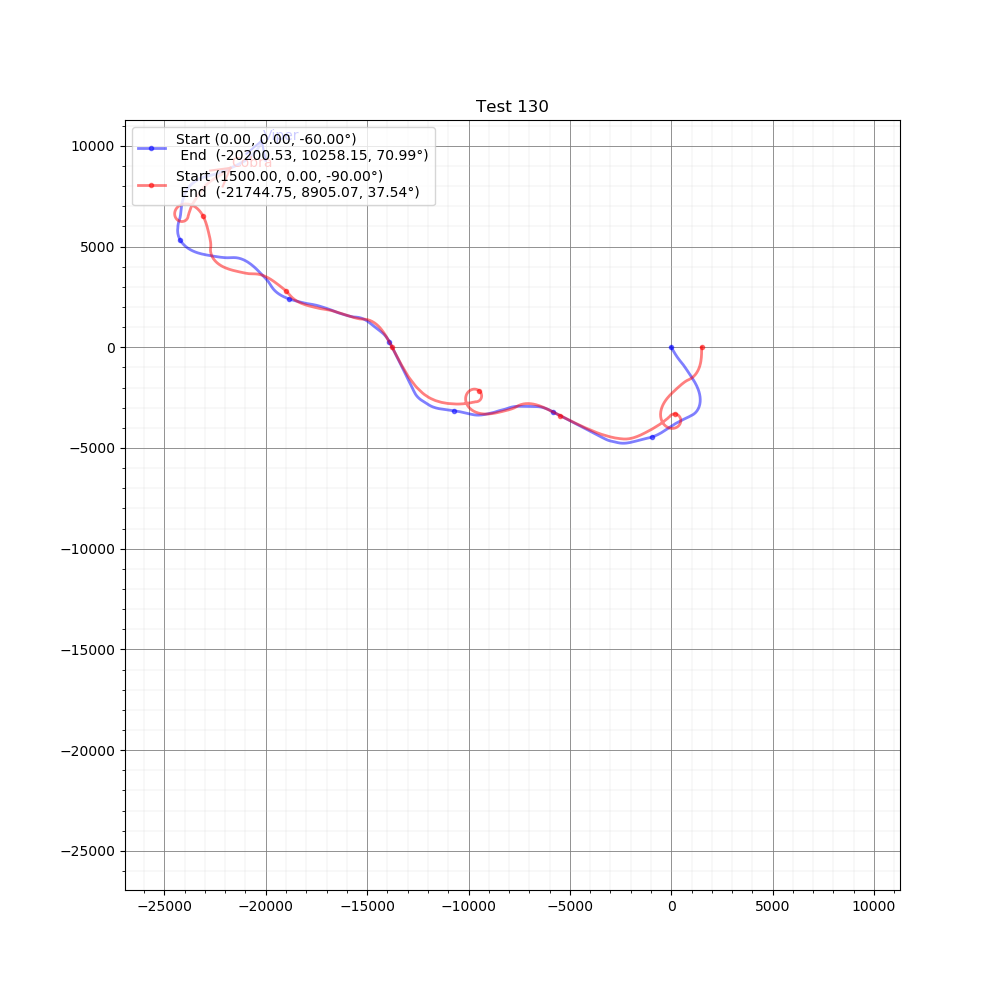 Test 130
Viper
Cobra
Start (0.00, 0.00, -60.00°)
End (-20200.53, 10258.15, 70.99°)
Start (1500.00, 0.00, -90.00°)
End (-21744.75, 8905.07, 37.54°)
10000
5000
0
−5000
−10000
−15000
−20000
−25000
−25000 −20000 −15000 −10000 −5000 0 5000 10000